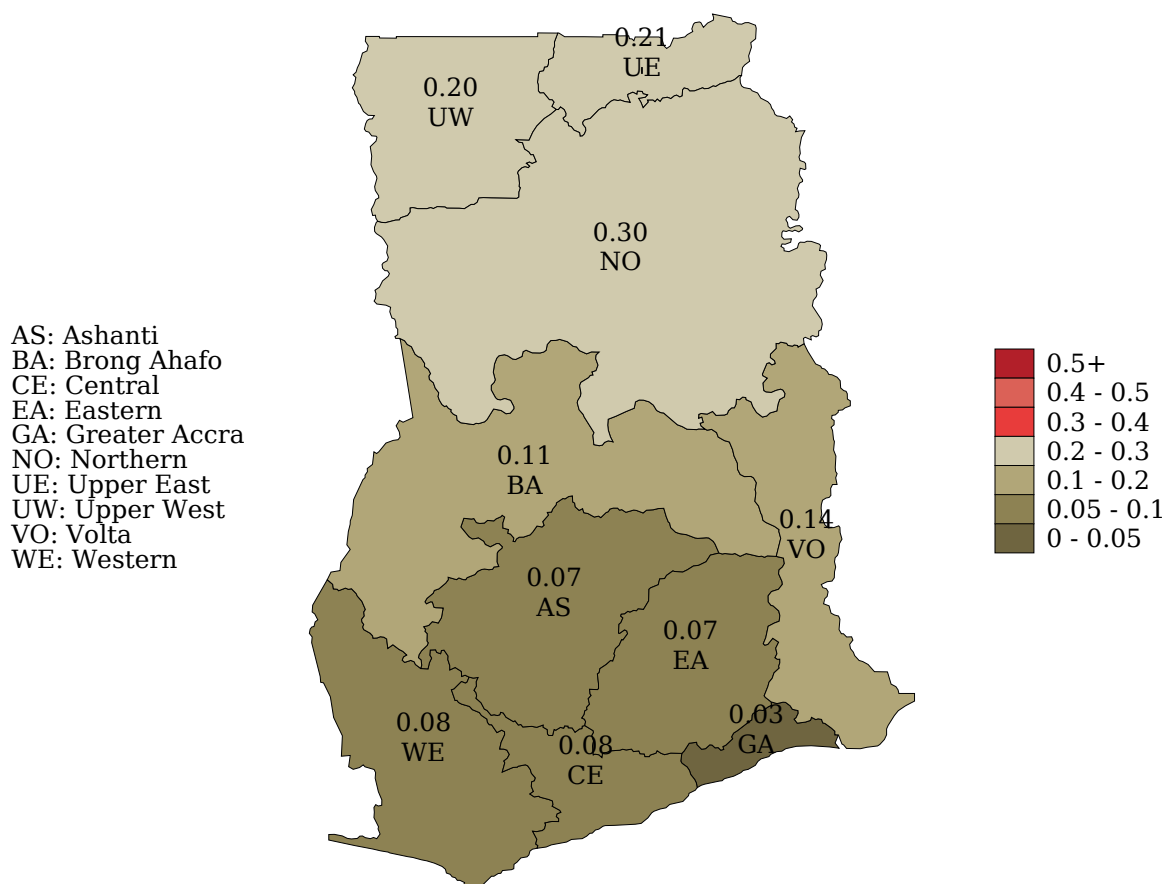 0.21
UE
0.20
UW
0.30
NO
AS: Ashanti
BA: Brong Ahafo
CE: Central
EA: Eastern
GA: Greater Accra
NO: Northern
UE: Upper East
UW: Upper West
VO: Volta
WE: Western
0.5+
0.4 - 0.5
0.3 - 0.4
0.2 - 0.3
0.1 - 0.2
0.05 - 0.1
0 - 0.05
0.11
BA
0.14
VO
0.07
AS
0.07
EA
0.08
WE
0.03
GA
0.08
CE